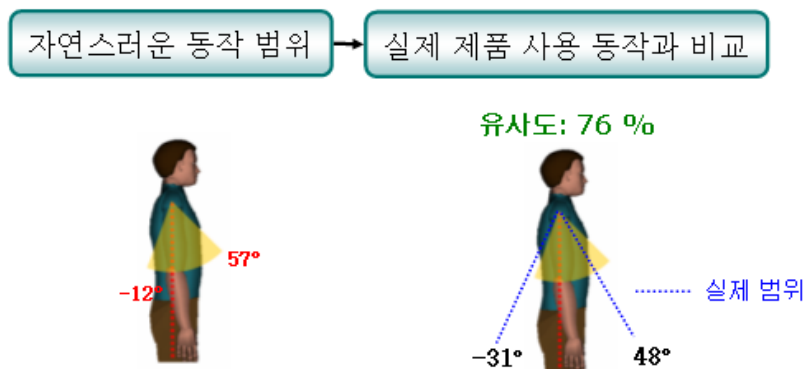 자연스러운 동작 범위
실제 제품 사용 동작과 비교
유사도: 76 %
57°
-12°
실제 범위
-31°
48°